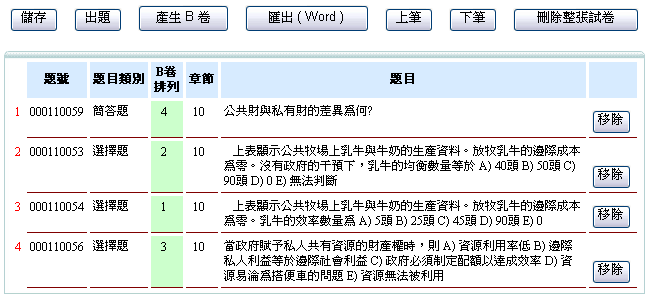 儲存 出題 產生 B 卷 匯出 ( Word ) 上筆 下筆 刪除整張試卷
題號 題目類別 B卷排列 章節 題目
1 000110059 簡答題 4 10 公共財與私有財的差異為何? 移除
2 000110053 選擇題 2 10 上表顯示公共牧場上乳牛與牛奶的生產資料。放牧乳牛的邊際成本
為零。沒有政府的干預下，乳牛的均衡數量等於 A) 40頭 B) 50頭 C)
90頭 D) 0 E) 無法判斷 移除
3 000110054 選擇題 1 10 上表顯示公共牧場上乳牛與牛奶的生產資料。放牧乳牛的邊際成本
為零。乳牛的效率數量為 A) 5頭 B) 25頭 C) 45頭 D) 90頭 E) 0 移除
4 000110056 選擇題 3 10 當政府賦予私人共有資源的財產權時，則 A) 資源利用率低 B) 邊際
私人利益等於邊際社會利益 C) 政府必須制定配額以達成效率 D) 資
源易淪為搭便車的問題 E) 資源無法被利用 移除